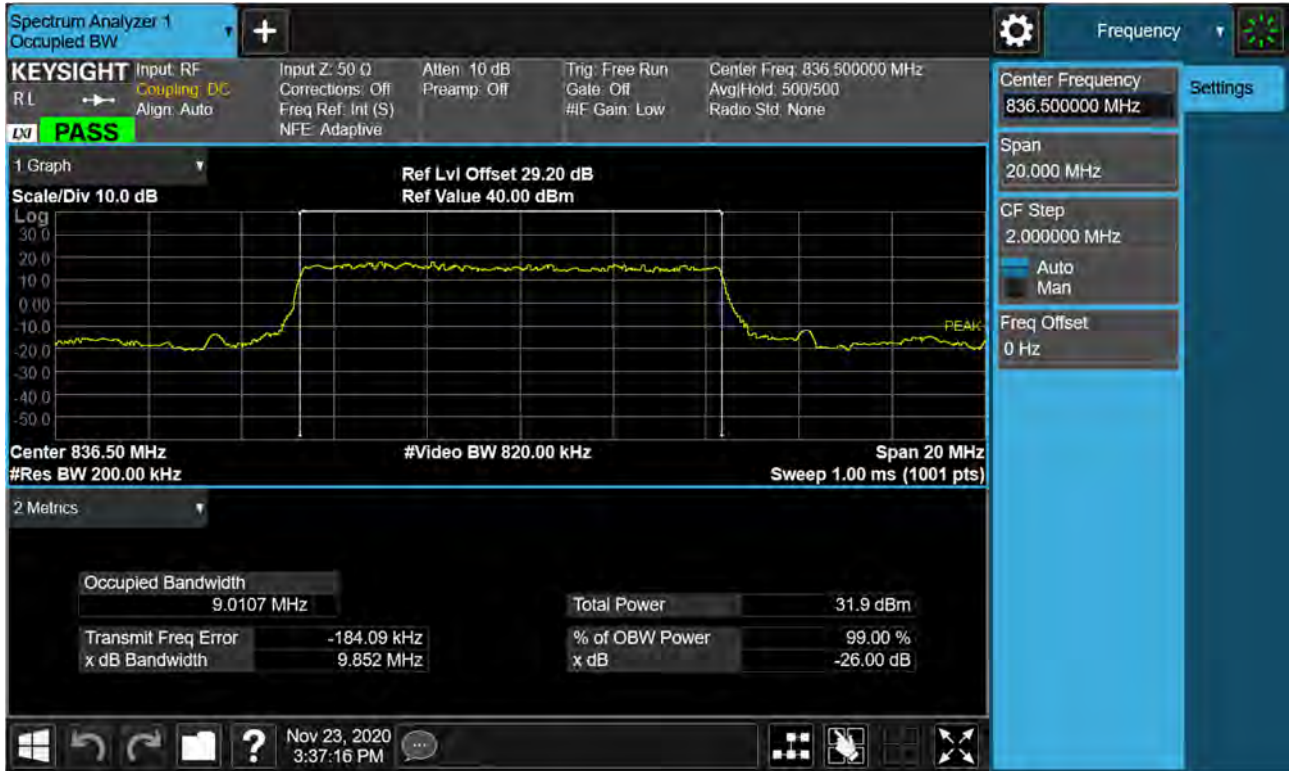 Spectrum Analyzer 1
Occupied BW
+
Frequency
KEYSIGHT
Input: RF
Coupling: DC
Align: Auto
R L
LXI
PASS
Input Z: 50 Ω
Corrections: Off
Freq Ref: Int (S)
NFE: Adaptive
Atten: 10 dB
Preamp: Off
Trig: Free Run
Gate: Off
#IF Gain: Low
Center Freq: 836.500000 MHz
Avg|Hold: 500/500
Radio Std: None
Center Frequency
836.500000 MHz
Settings
Span
20.000 MHz
CF Step
2.000000 MHz
Auto
Man
Freq Offset
0 Hz
1 Graph
Scale/Div 10.0 dB
Ref Lvl Offset 29.20 dB
Ref Value 40.00 dBm
Log
30.0
20.0
10.0
0.00
-10.0
-20.0
-30.0
-40.0
-50.0
PEAK
Center 836.50 MHz
#Res BW 200.00 kHz
#Video BW 820.00 kHz
Span 20 MHz
Sweep 1.00 ms (1001 pts)
2 Metrics
Occupied Bandwidth
9.0107 MHz
Transmit Freq Error -184.09 kHz
x dB Bandwidth 9.852 MHz
Total Power 31.9 dBm
% of OBW Power 99.00 %
x dB -26.00 dB
?
Nov 23, 2020
3:37:16 PM